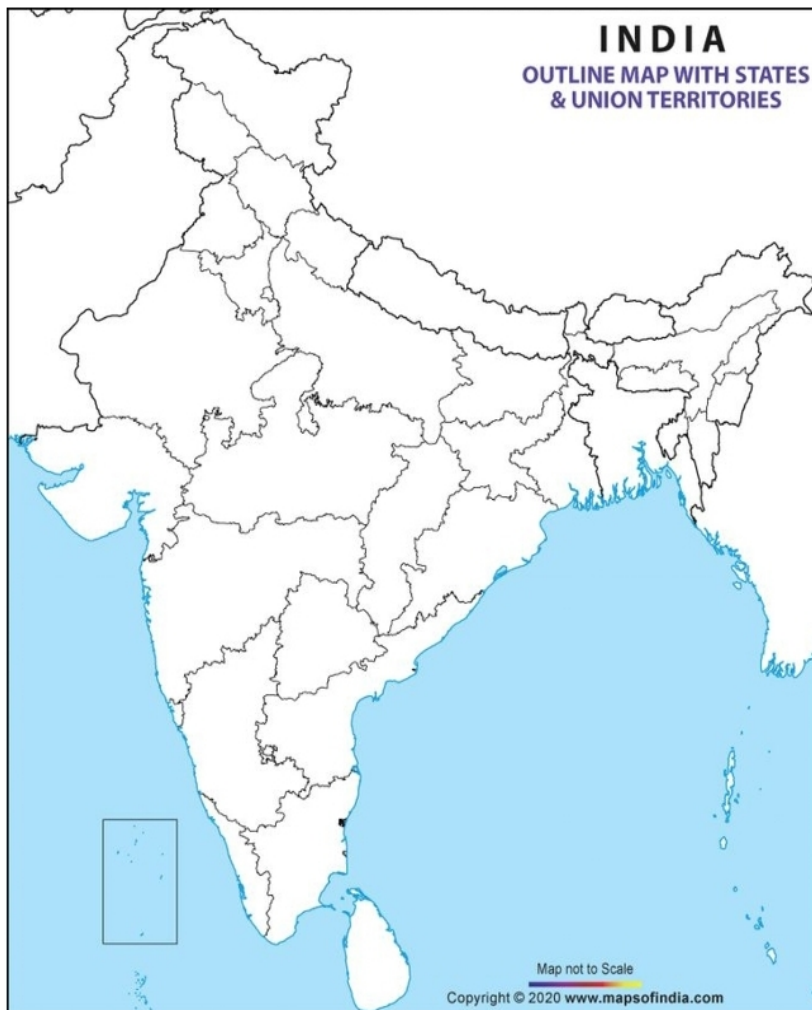 INDIA
OUTLINE MAP WITH STATES
& UNION TERRITORIES
Map not to Scale
Copyright © 2020 www.mapsofindia.com